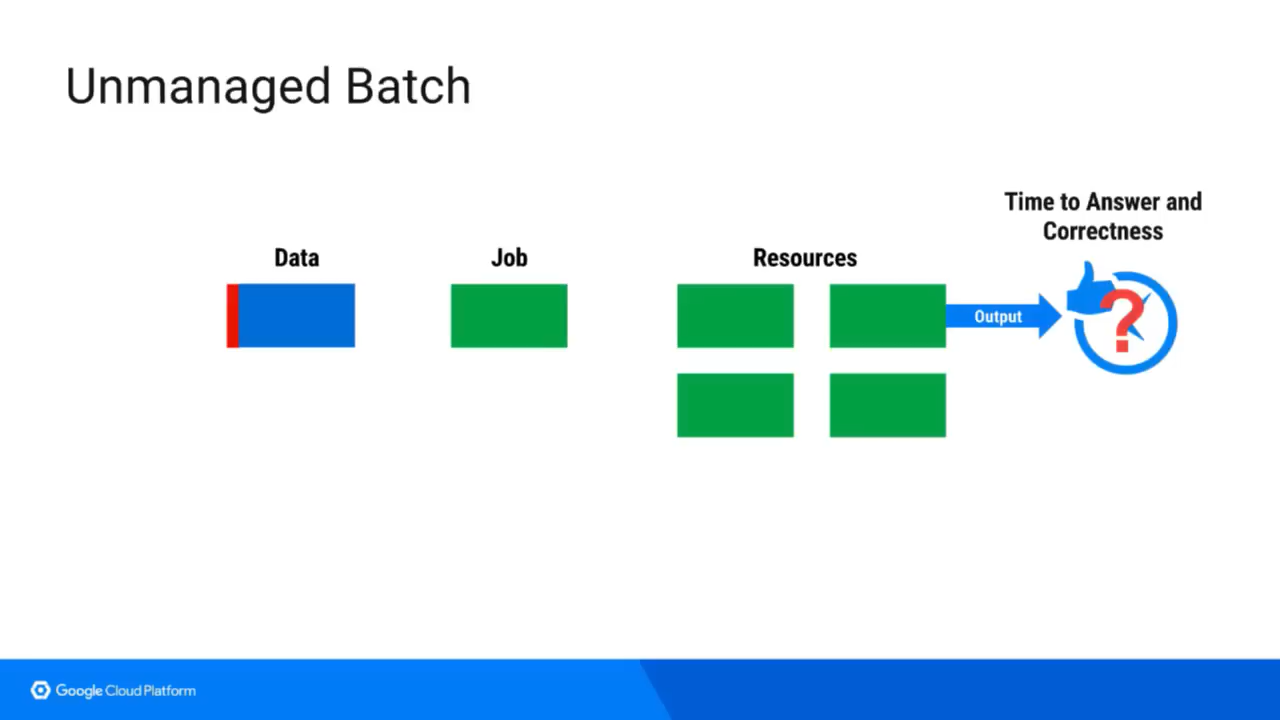 Unmanaged Batch
Time to Answer and
Correctness
Data
Job
Resources
Output
?
Google Cloud Platform